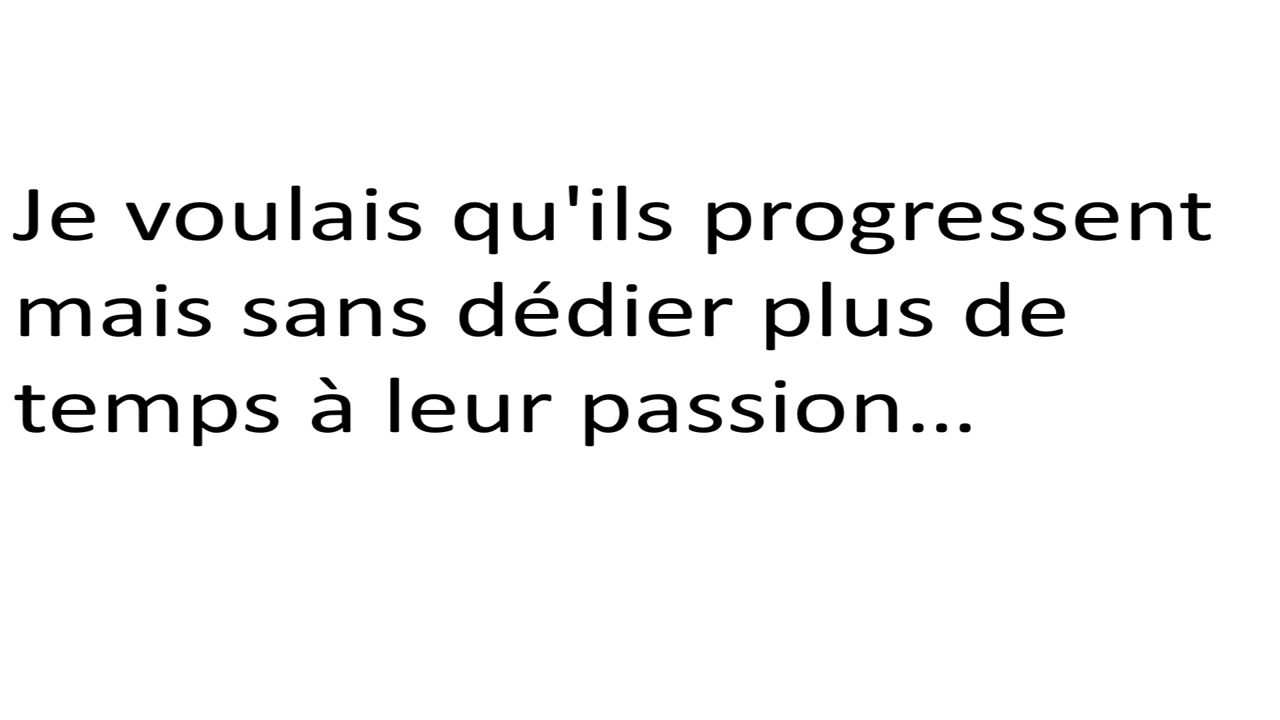 Je voulais qu'ils progressent
mais sans dédier plus de
temps à leur passion...